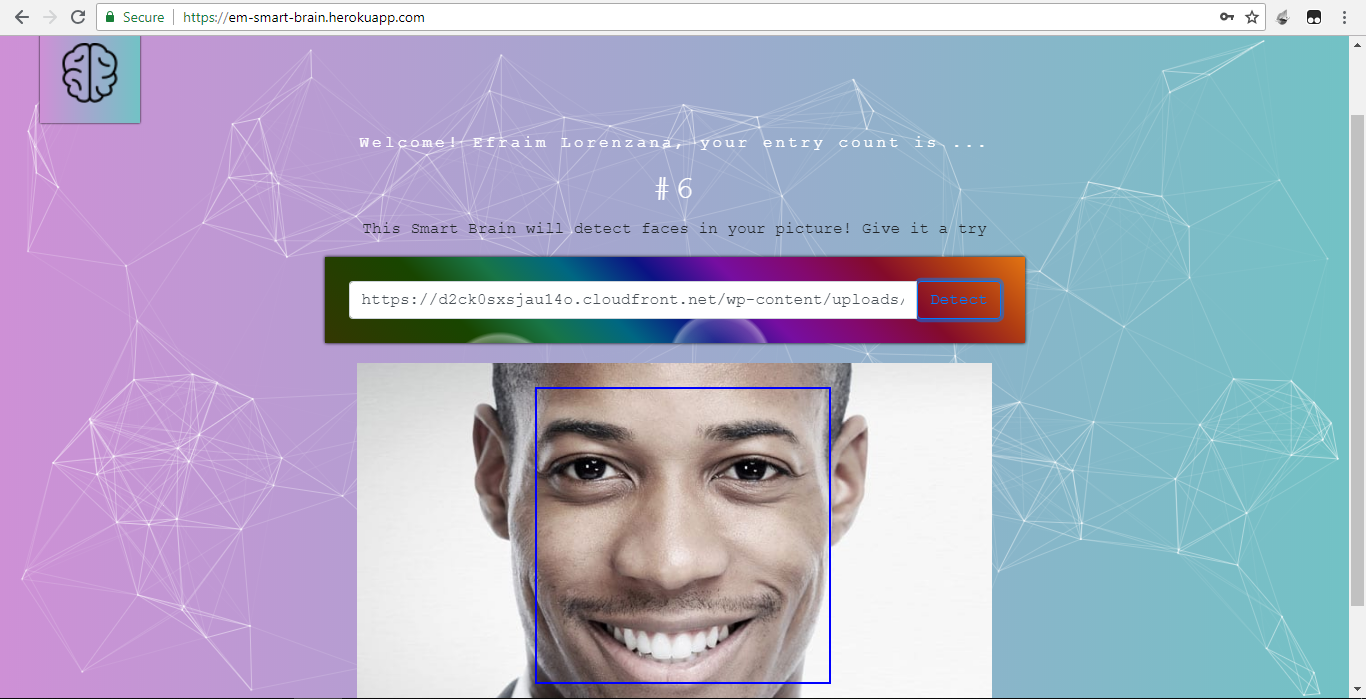 Secure https://em-smart-brain.herokuapp.com
Welcome! Efraim Lorenzana, your entry count is ...
#6
This Smart Brain will detect faces in your picture! Give it a try
https://d2ck0sxsjau14o.cloudfront.net/wp-content/uploads/ Detect